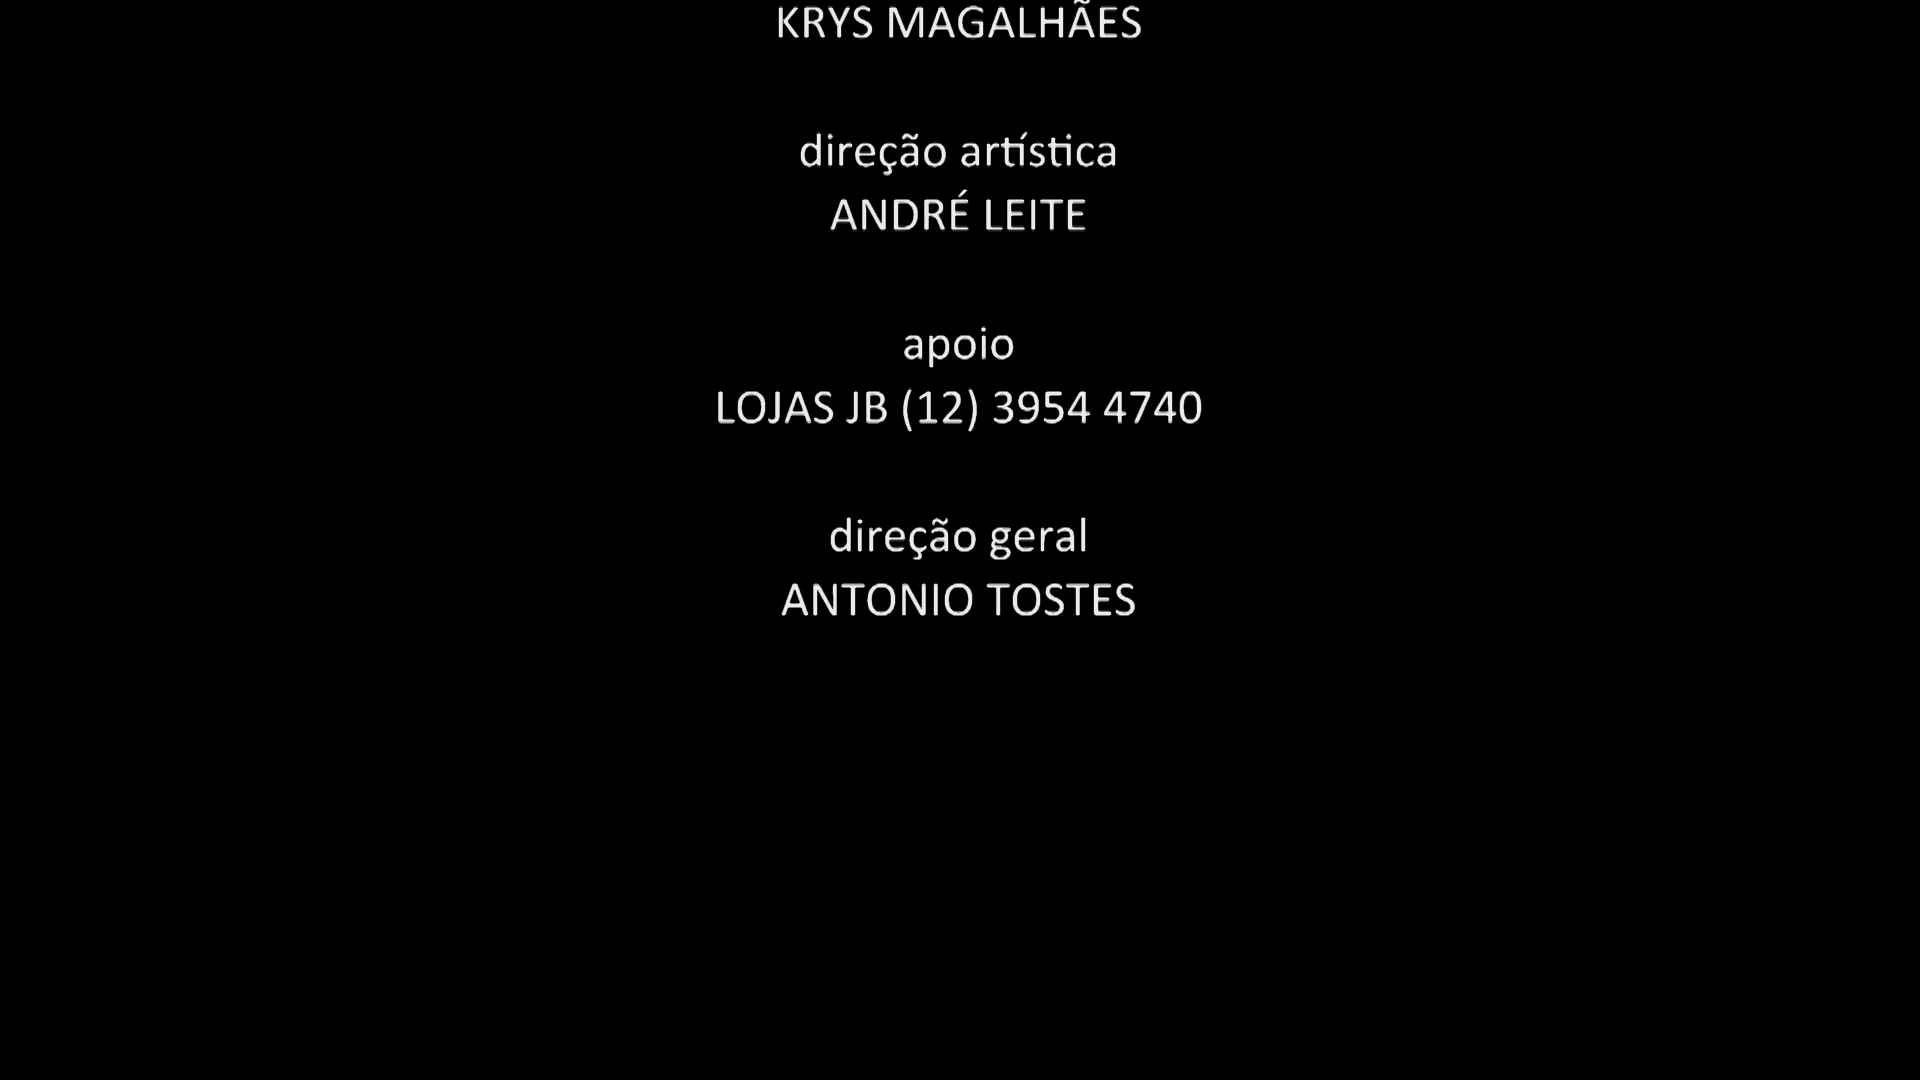 KRYS MAGALHÃES
direção artística
ANDRÉ LEITE
apoio
LOJAS JB (12) 3954 4740
direção geral
ANTONIO TOSTES